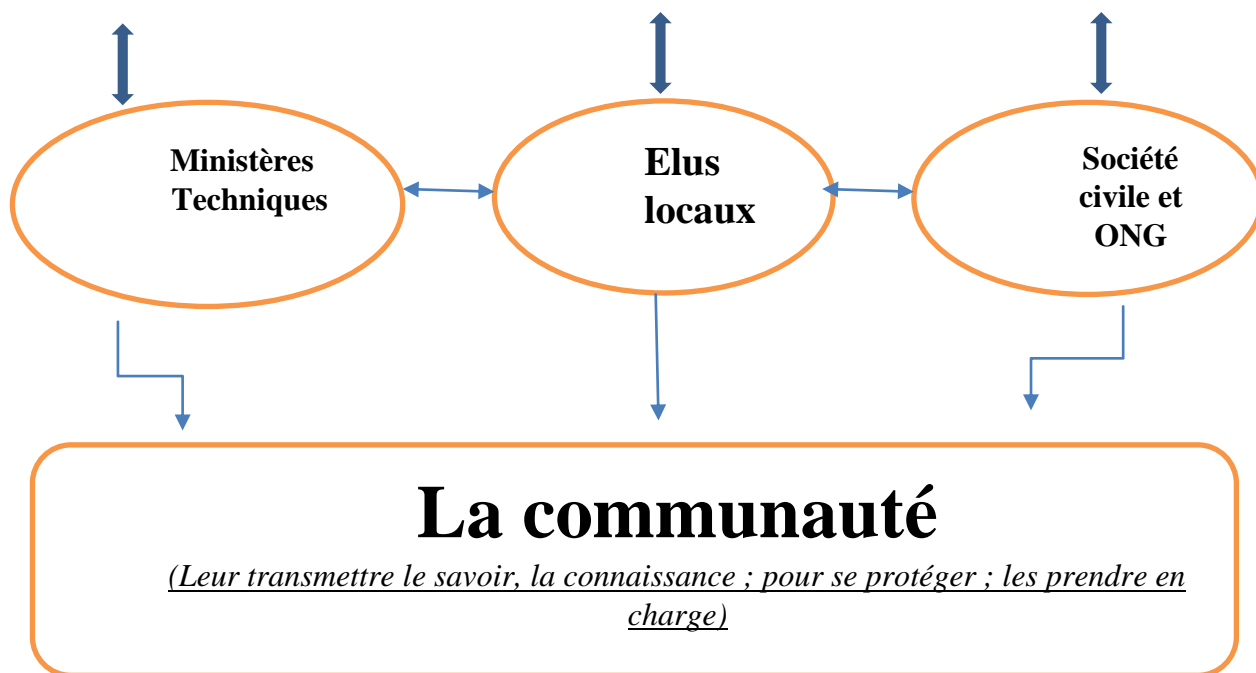 Ministères
Techniques
Elus
locaux
Société
civile et
ONG
La communauté
(Leur transmettre le savoir, la connaissance ; pour se protéger ; les prendre en
charge)